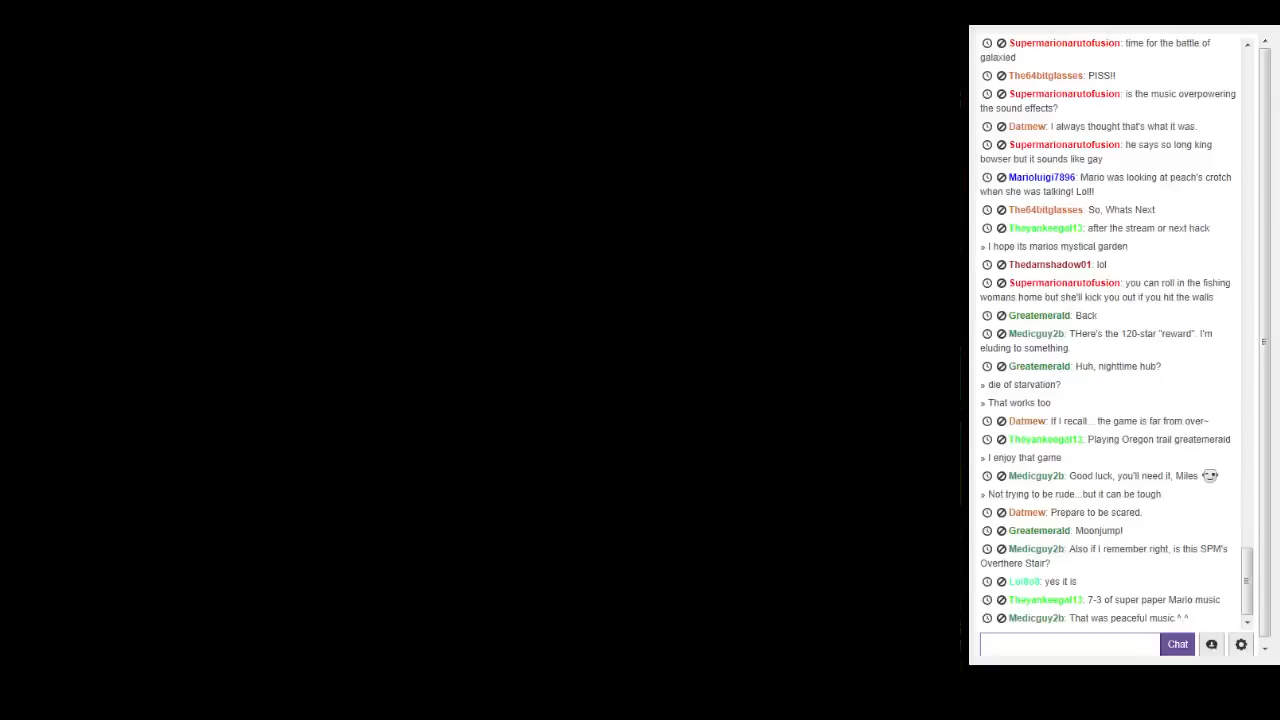 Supermarionarutofusion: time for the battle of
galaxied
The64bitglasses: PISS!!
Supermarionarutofusion: is the music overpowering
the sound effects?
Datmew: I always thought that's what it was.
Supermarionarutofusion: he says so long king
bowser but it sounds like gay
Marioluigi7896: Mario was looking at peach's crotch
when she was talking! Lol!!
The64bitglasses: So, Whats Next
Theyankeegal13: after the stream or next hack
» I hope its marios mystical garden
Thedarnshadow01: lol
Supermarionarutofusion: you can roll in the fishing
womans home but she'll kick you out if you hit the walls
Greatemerald: Back
Medicguy2b: THere's the 120-star "reward". I'm
eluding to something.
Greatemerald: Huh, nighttime hub?
» die of starvation?
» That works too
Datmew: If I recall... the game is far from over~
Theyankeegal13: Playing Oregon trail greatemerald
» I enjoy that game
Medicguy2b: Good luck, you'll need it, Miles
» Not trying to be rude...but it can be tough.
Datmew: Prepare to be scared.
Greatemerald: Moonjump!
Medicguy2b: Also if I remember right, is this SPM's
Overthere Stair?
yes it is
Theyankeegal13: 7-3 of super paper Mario music
Medicguy2b: That was peaceful music ^.^
Chat